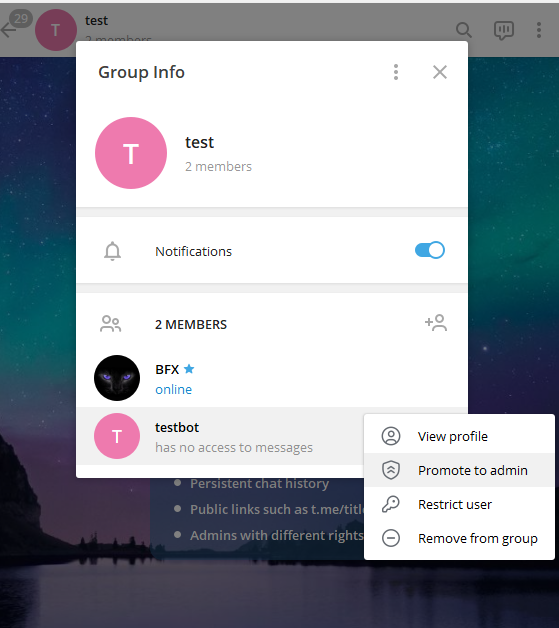 29
T
test
2 members
Group Info
T
test
2 members
Notifications
2 MEMBERS
BFX
online
T
testbot
has no access to messages
View profile
Promote to admin
Restrict user
Remove from group
Persistent chat history
Public links such as t.me/titl
Admins with different rights